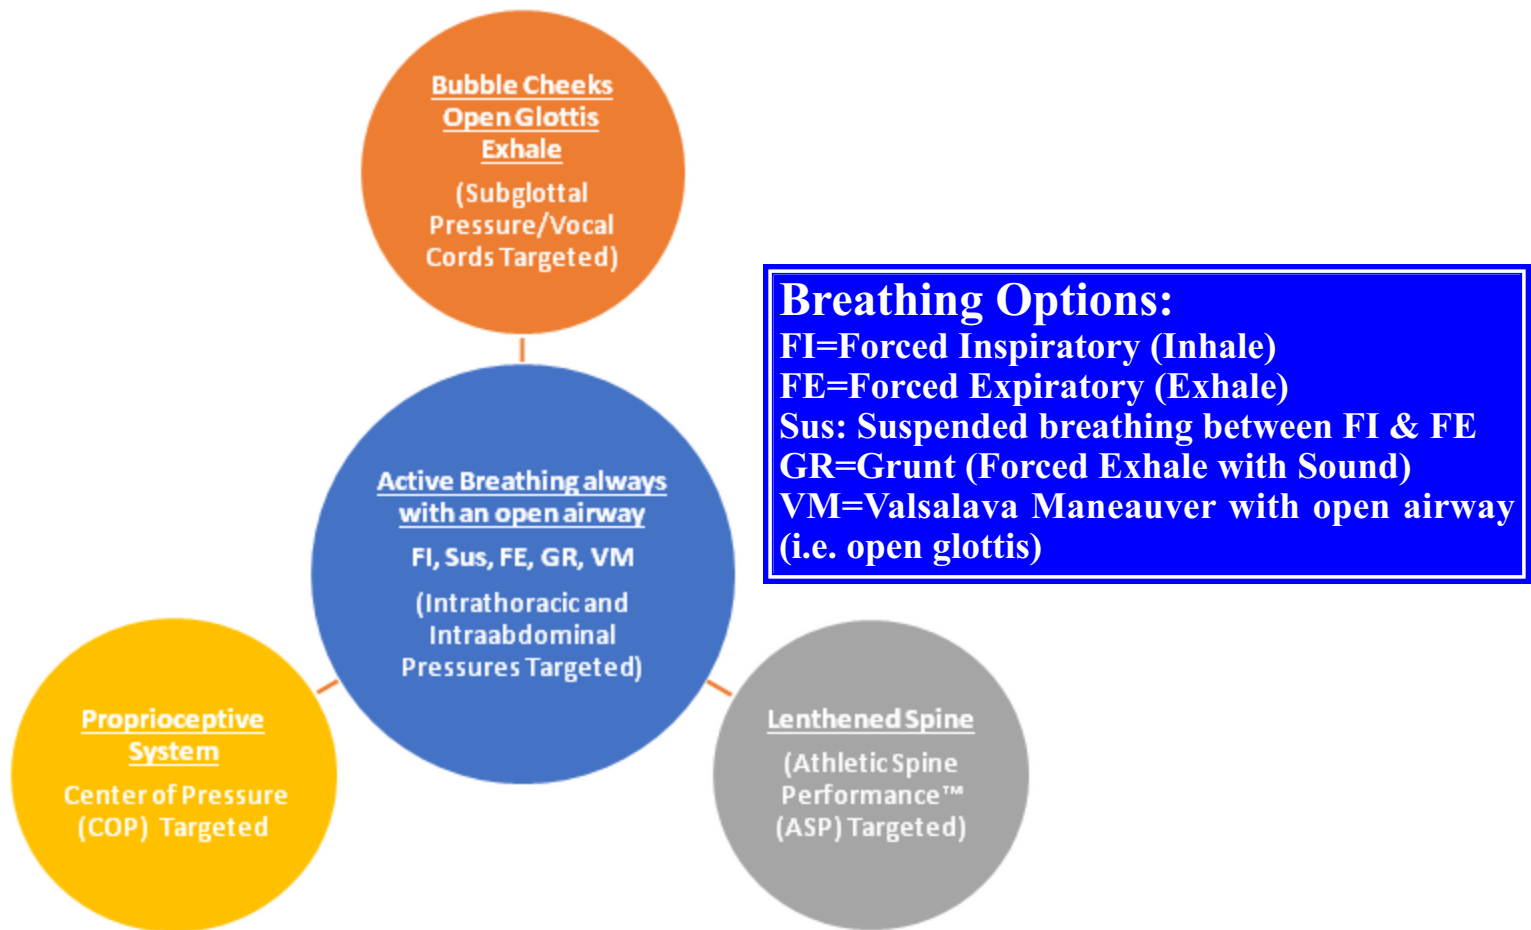 Bubble Cheeks
Open Glottis
Exhale
(Subglottal
Pressure/Vocal
Cords Targeted)
Active Breathing always
with an open airway
FI, Sus, FE, GR, VM
(Intrathoracic and
Intraabdominal
Pressures Targeted)
Breathing Options:
FI=Forced Inspiratory (Inhale)
FE=Forced Expiratory (Exhale)
Sus: Suspended breathing between FI & FE
GR=Grunt (Forced Exhale with Sound)
VM=Valsalava Maneauver with open airway
(i.e. open glottis)
Proprioceptive
System
Center of Pressure
(COP) Targeted
Lenthened Spine
(Athletic Spine
Performance™
(ASP) Targeted)